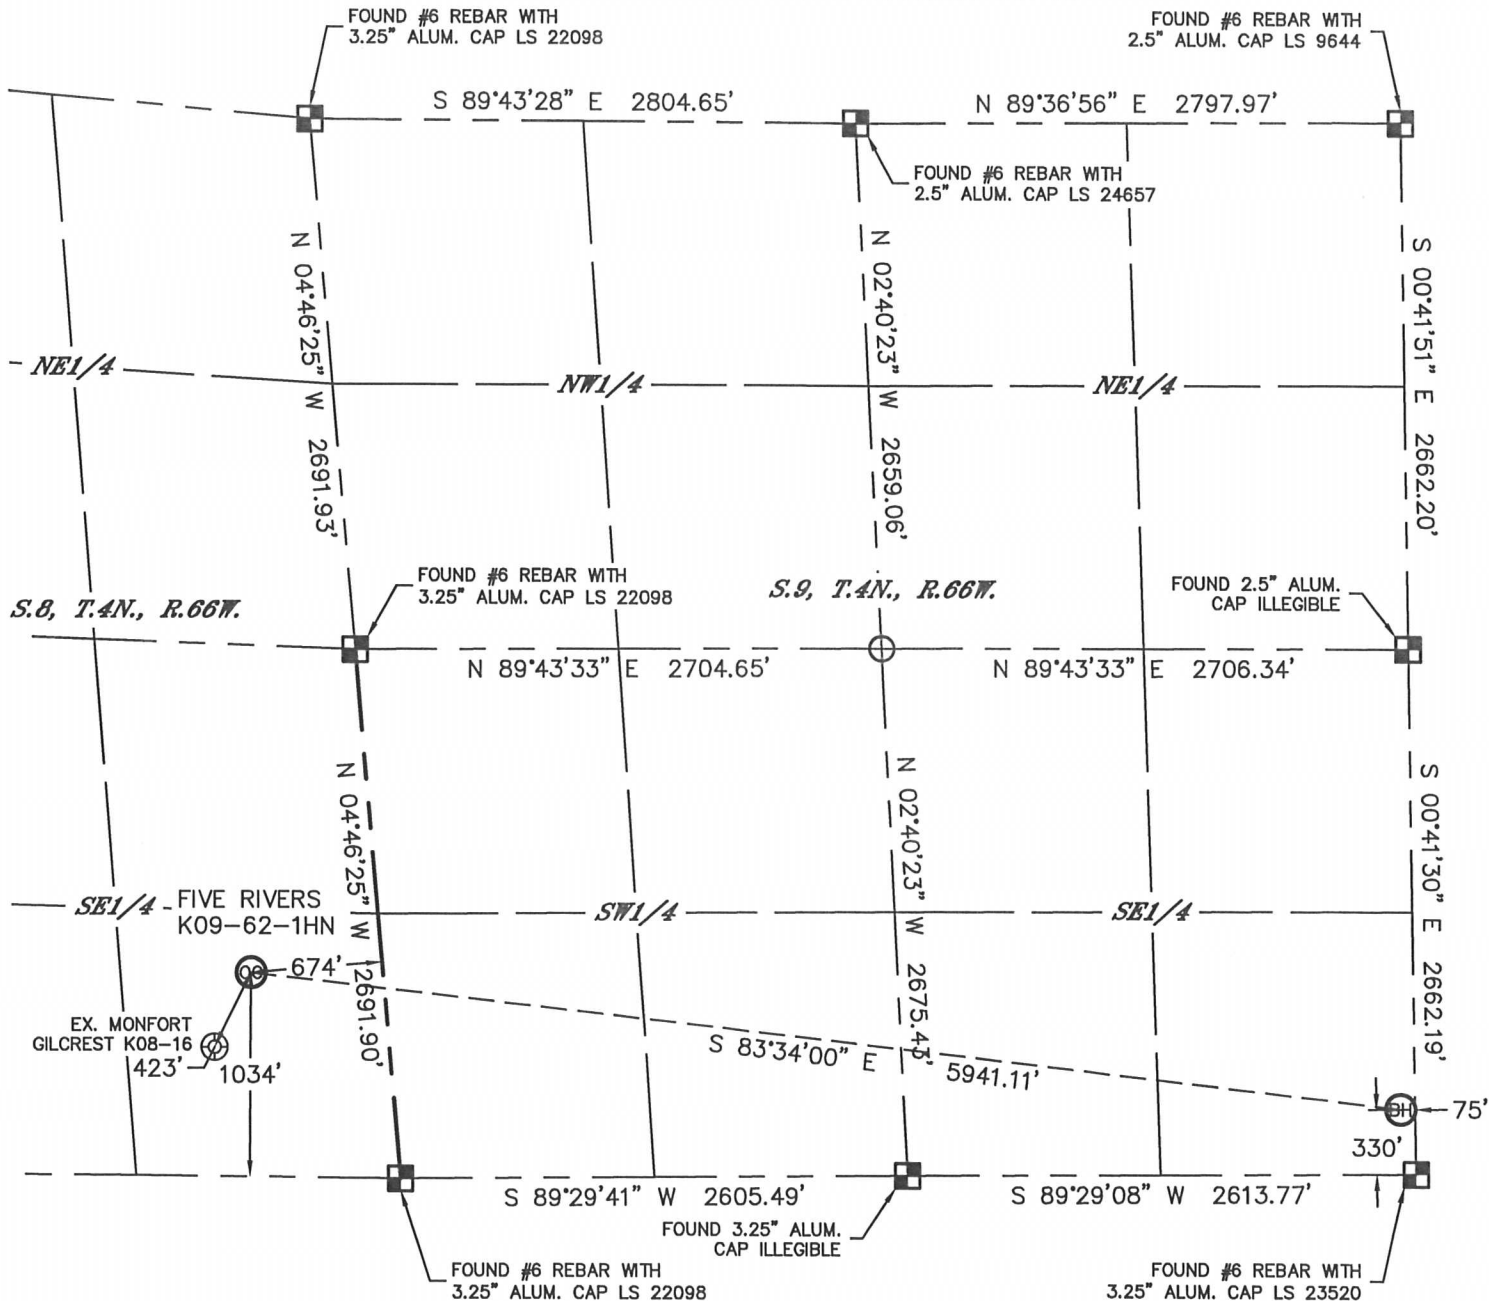 FOUND #6 REBAR WITH
3.25" ALUM. CAP LS 22098
FOUND #6 REBAR WITH
2.5" ALUM. CAP LS 9644
S 89°43'28" E 2804.65'
N 89°36'56" E 2797.97'
FOUND #6 REBAR WITH
2.5" ALUM. CAP LS 24657
N 04°46'25" W 2691.93'
N 02°40'23" W 2659.06'
S 00°41'51" E 2662.20'
NE1/4
NW1/4
NE1/4
FOUND #6 REBAR WITH
3.25" ALUM. CAP LS 22098
S.8, T.4N., R.66W.
S.9, T.4N., R.66W.
FOUND 2.5" ALUM.
CAP ILLEGIBLE
N 89°43'33" E 2704.65'
N 89°43'33" E 2706.34'
N 04°46'25" W 2691.90'
N 02°40'23" W 2675.43'
S 00°41'30" E 2662.19'
SE1/4
FIVE RIVERS
K09-62-1HN
SW1/4
SE1/4
OG
674'
EX. MONFORT
GILCREST K08-16
423'
1034'
S 83°34'00" E 5941.11'
BH
75'
330'
S 89°29'41" W 2605.49'
S 89°29'08" W 2613.77'
FOUND 3.25" ALUM.
CAP ILLEGIBLE
FOUND #6 REBAR WITH
3.25" ALUM. CAP LS 22098
FOUND #6 REBAR WITH
3.25" ALUM. CAP LS 23520